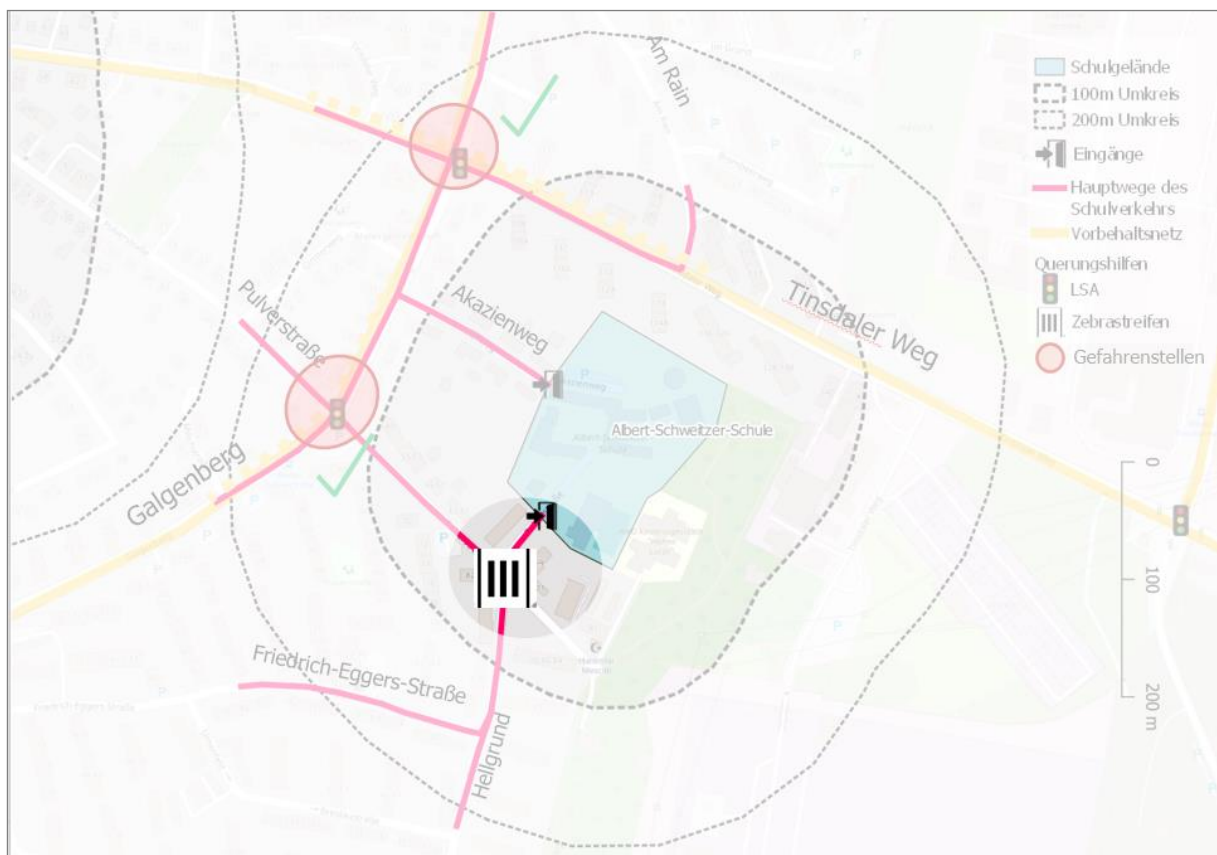 Schulgelände
100m Umkreis
200m Umkreis
Eingänge
Hauptwege des
Schulverkehrs
Vorbehaltsnetz
Querungshilfen
LSA
Zebrastreifen
Gefahrenstellen
Am Rain
Tinsdaler Weg
Akazienweg
Pulverstraße
Albert-Schweitzer-Schule
Galgenberg
Friedrich-Eggers-Straße
Hellgrund
0
100
200 m